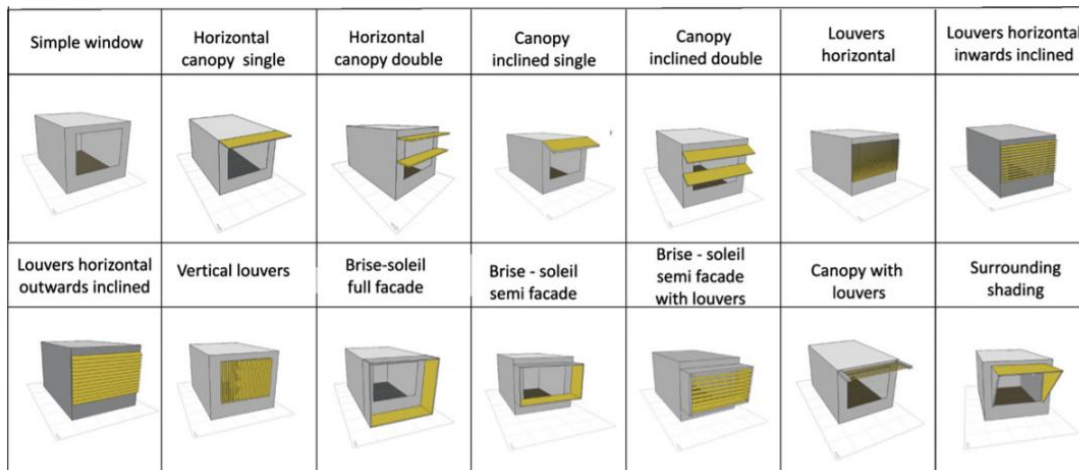 Simple window
Horizontal
canopy single
Horizontal
canopy double
Canopy
inclined single
Canopy
inclined double
Louvers
horizontal
Louvers horizontal
inwards inclined
Louvers horizontal
outwards inclined
Vertical louvers
Brise-soleil
full facade
Brise - soleil
semi facade
Brise - soleil
semi facade
with louvers
Canopy with
louvers
Surrounding
shading